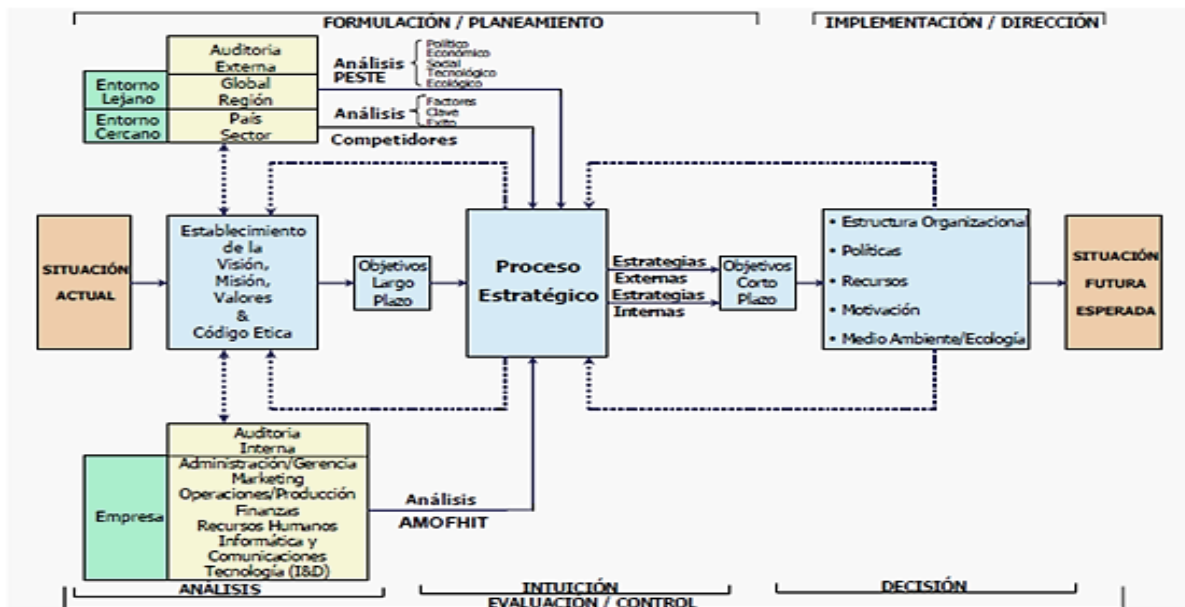 FORMULACIÓN / PLANEAMIENTO
IMPLEMENTACIÓN / DIRECCIÓN
Auditoria
Externa
Entorno
Lejano
Global
Región
Entorno
Cercano
País
Sector
Análisis
PESTE
Político
Económico
Social
Tecnológico
Ecológico
Análisis
Competidores
Factores
Clave
Exito
SITUACIÓN
ACTUAL
Establecimiento
de la
Visión,
Misión,
Valores
&
Código Etica
Objetivos
Largo
Plazo
Proceso
Estratégico
Estrategias
Externas
Estrategias
Internas
Objetivos
Corto
Plazo
• Estructura Organizacional
• Políticas
• Recursos
• Motivación
• Medio Ambiente/Ecología
SITUACIÓN
FUTURA
ESPERADA
Auditoria
Interna
Empresa
Administración/Gerencia
Marketing
Operaciones/Producción
Finanzas
Recursos Humanos
Informática y
Comunicaciones
Tecnología (I&D)
Análisis
AMOFHIT
ANÁLISIS
INTUICIÓN
DECISIÓN
EVALUACIÓN / CONTROL